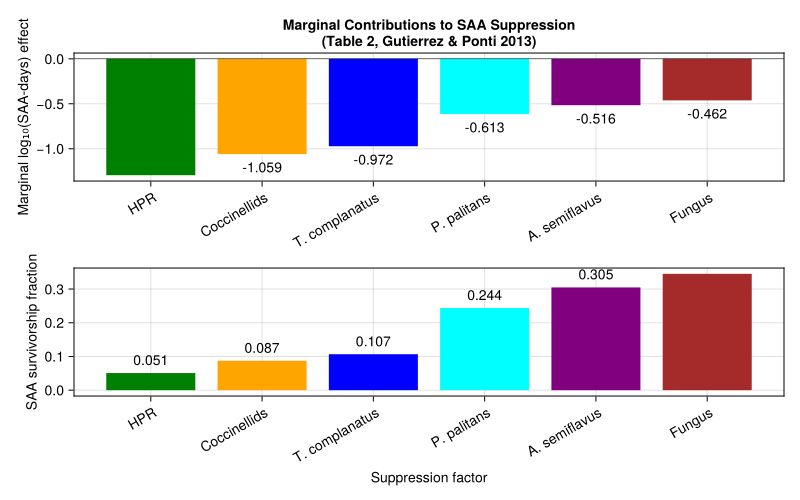 Marginal Contributions to SAA Suppression
(Table 2, Gutierrez & Ponti 2013)
Marginal log₁₀(SAA-days) effect
0.0
−0.5
−1.0
-1.059
-0.972
-0.613
-0.516
-0.462
HPR
Coccinellids
T. complanatus
P. palitans
A. semiflavus
Fungus
SAA survivorship fraction
0.3
0.2
0.1
0.0
0.051
0.087
0.107
0.244
0.305
HPR
Coccinellids
T. complanatus
P. palitans
A. semiflavus
Fungus
Suppression factor